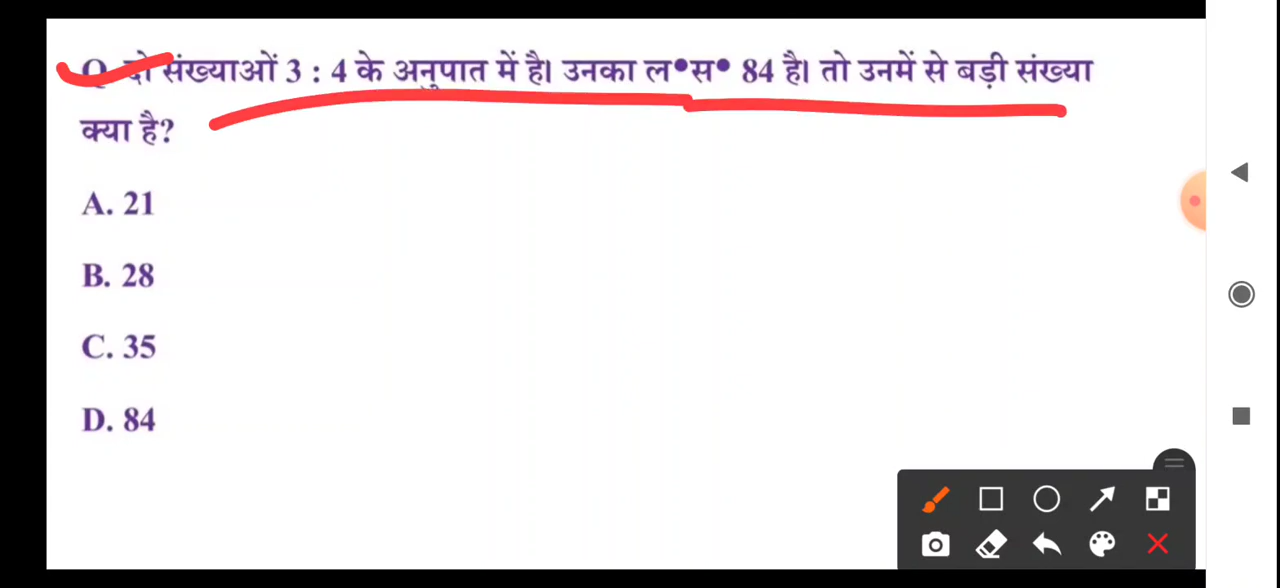 Q दो संख्याओं 3 : 4 के अनुपात में है। उनका ल•स• 84 है। तो उनमें से बड़ी संख्या
क्या है?
A. 21
B. 28
C. 35
D. 84